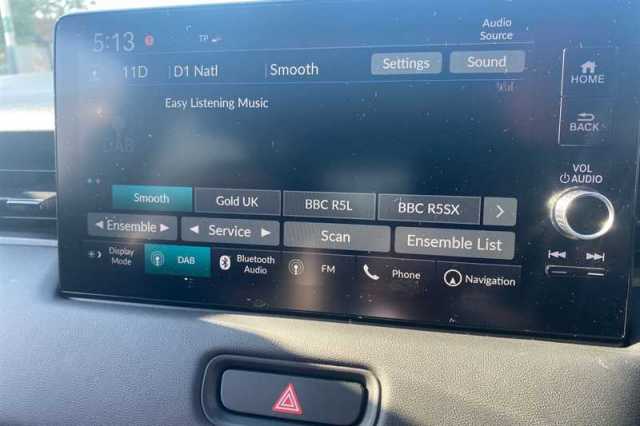 5:13 TP Audio
Source
11D D1 Natl Smooth Settings Sound
HOME
Easy Listening Music
BACK
DAB
VOL
AUDIO
Smooth Gold UK BBC R5L BBC R5SX
Ensemble Service Scan Ensemble List
Display
Mode DAB Bluetooth
Audio FM Phone Navigation